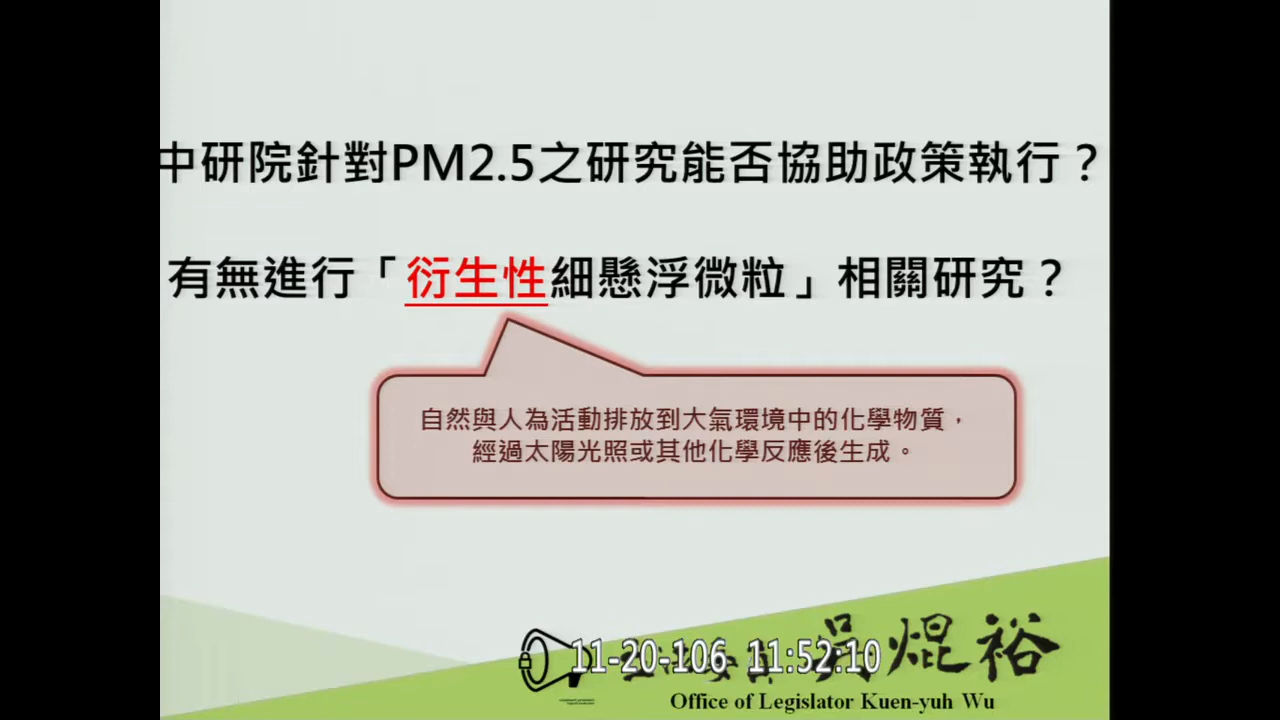 中研院針對PM2.5之研究能否協助政策執行？
有無進行「衍生性細懸浮微粒」相關研究？
自然與人為活動排放到大氣環境中的化學物質，
經過太陽光照或其他化學反應後生成。
11-20-106 11:52:10
吳焜裕
Office of Legislator Kuen-yuh Wu